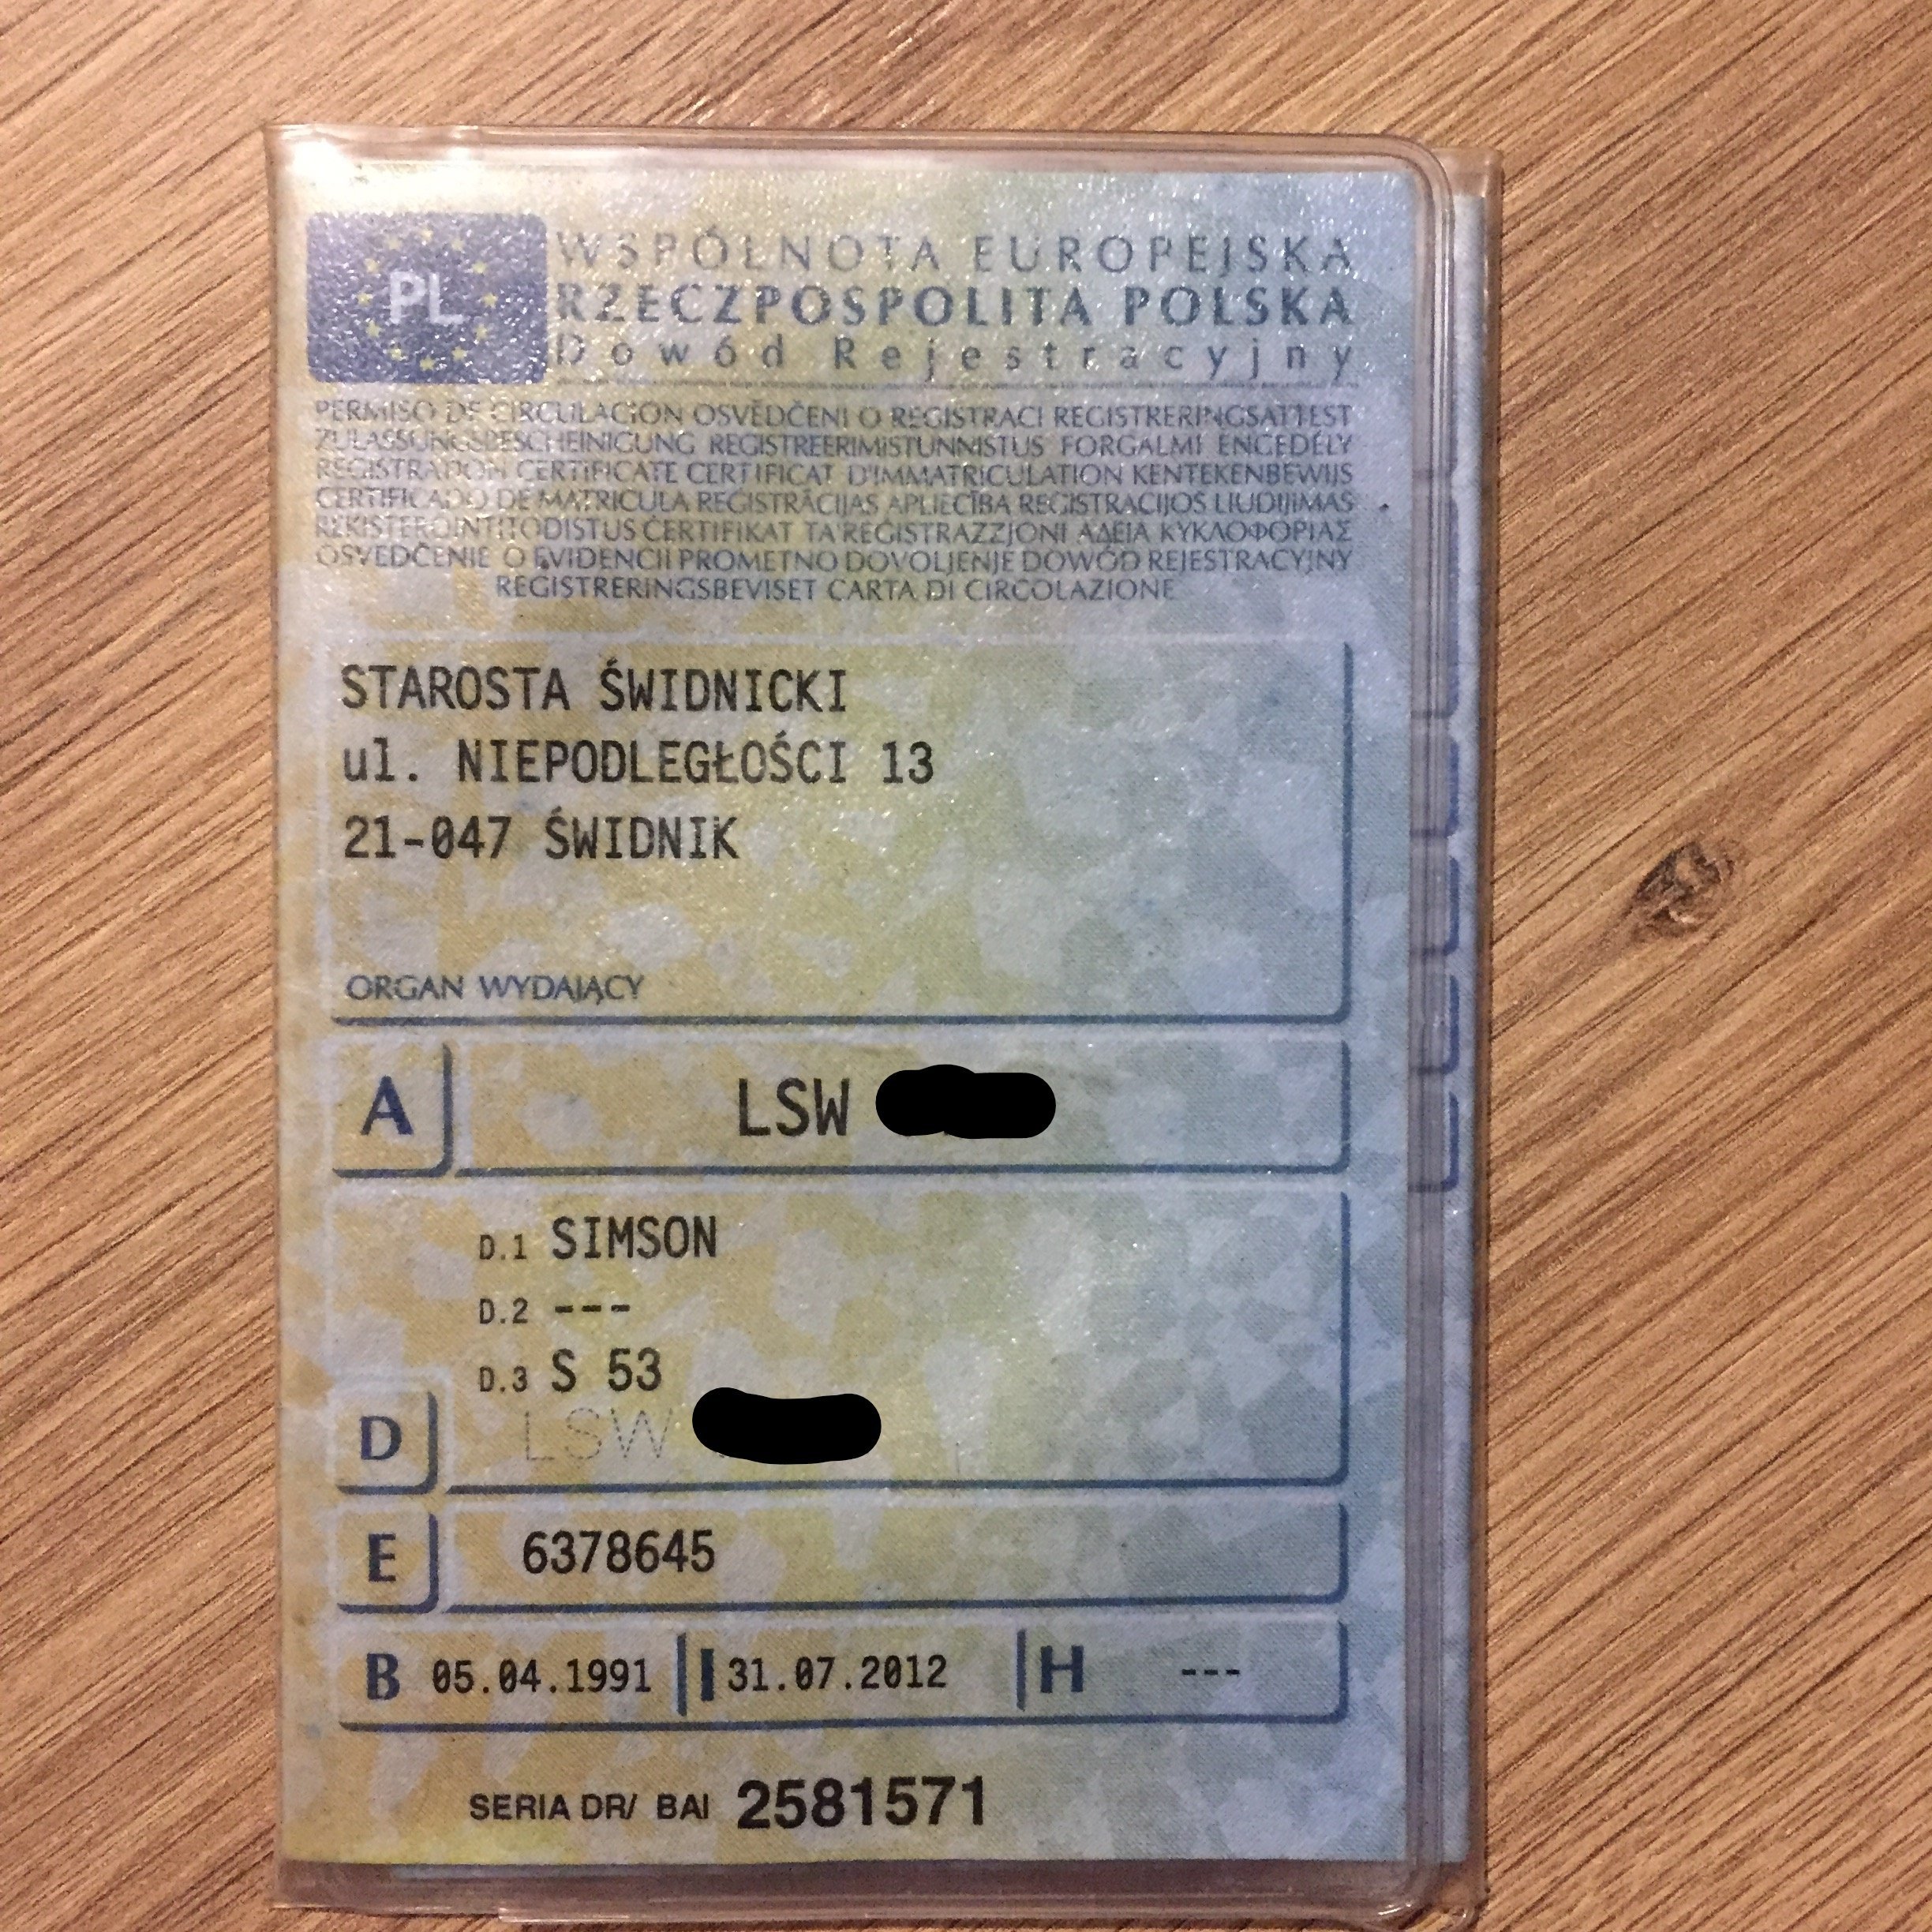 PL
WSPÓLNOTA EUROPEJSKA
RZECZPOSPOLITA POLSKA
Dowód Rejestracyjny
PERMISO DE CIRCULACION OSVĚDČENI O REGISTRACI REGISTRERINGSATTEST
ZULASSUNGSBESCHEINIGUNG REGISTREERIMISTUNNISTUS FORGALMI ENGEDÉLY
REGISTRATION CERTIFICATE CERTIFICAT D'IMMATRICULATION KENTEKENBEWIJS
CERTIFICADO DE MATRICULA REGISTRĀCIJAS APLIECĪBA REGISTRACIJOS LIUDIJIMAS
REKISTERÖINTITODISTUS ĊERTIFIKAT TA'REĠISTRAZZJONI ΑΔΕΙΑ ΚΥΚΛΟΦΟΡΙΑΣ
OSVEDČENIE O EVIDENCII PROMETNO DOVOLJENJE DOWÓD REJESTRACYJNY
REGISTRERINGSBEVISET CARTA DI CIRCOLAZIONE
STAROSTA ŚWIDNICKI
ul. NIEPODLEGŁOŚCI 13
21-047 ŚWIDNIK
ORGAN WYDAJĄCY
A LSW
D.1 SIMSON
D.2 ---
D.3 S 53
D LSW
E 6378645
B 05.04.1991 I 31.07.2012 H ---
SERIA DR/ BAI 2581571